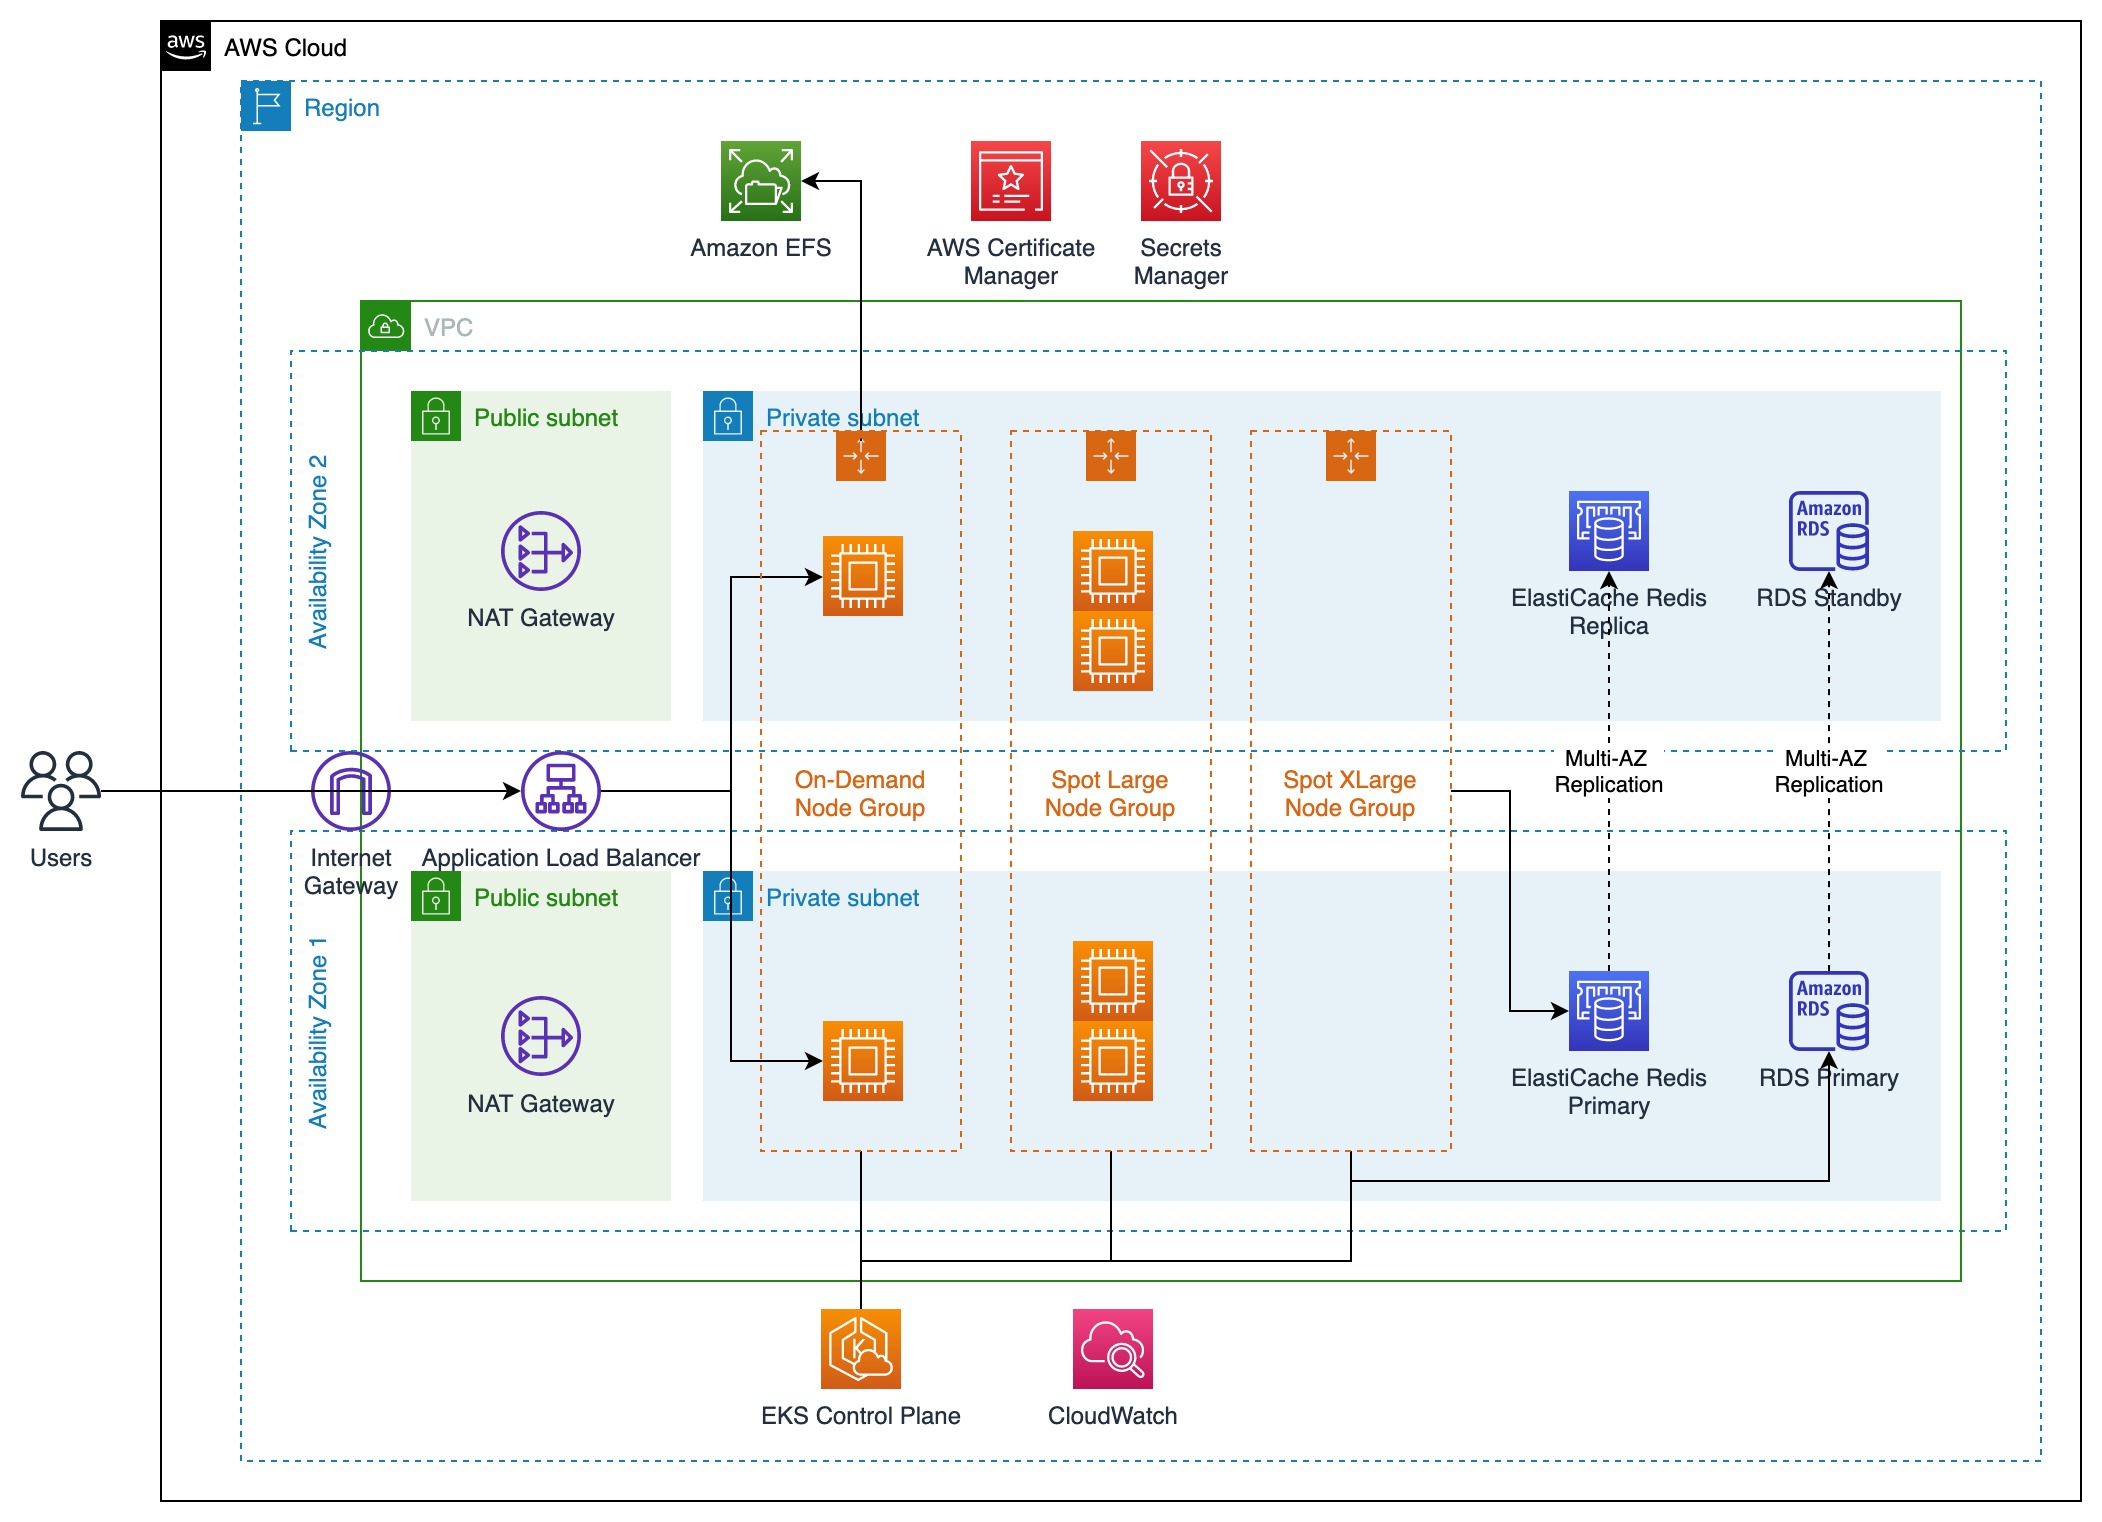 aws
AWS Cloud
Region
Amazon EFS
AWS Certificate
Manager
Secrets
Manager
VPC
Availability Zone 2
Public subnet
NAT Gateway
Private subnet
ElastiCache Redis
Replica
Amazon
RDS
RDS Standby
Users
Internet
Gateway
Application Load Balancer
On-Demand
Node Group
Spot Large
Node Group
Spot XLarge
Node Group
Multi-AZ
Replication
Multi-AZ
Replication
Availability Zone 1
Public subnet
NAT Gateway
Private subnet
ElastiCache Redis
Primary
Amazon
RDS
RDS Primary
K
EKS Control Plane
CloudWatch